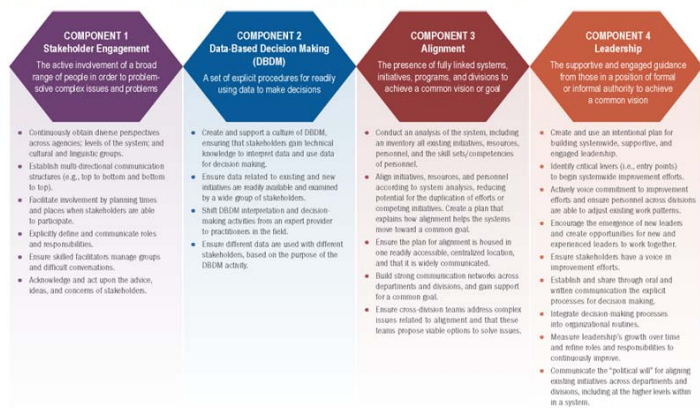 COMPONENT 1
Stakeholder Engagement
The active involvement of a broad
range of people in order to problem-
solve complex issues and problems
• Continuously obtain diverse perspectives
across agencies; levels of the system; and
cultural and linguistic groups.
• Establish multi-directional communication
structures (e.g., top to bottom and bottom
to top).
• Facilitate involvement by planning times
and places when stakeholders are able
to participate.
• Explicitly define and communicate roles
and responsibilities.
• Ensure skilled facilitators manage groups
and difficult conversations.
• Acknowledge and act upon the advice,
ideas, and concerns of stakeholders.
COMPONENT 2
Data-Based Decision Making
(DBDM)
A set of explicit procedures for readily
using data to make decisions
• Create and support a culture of DBDM,
ensuring that stakeholders gain technical
knowledge to interpret data and use data
for decision making.
• Ensure data related to existing and new
initiatives are readily available and examined
by a wide group of stakeholders.
• Shift DBDM interpretation and decision-
making activities from an expert provider
to practitioners in the field.
• Ensure different data are used with different
stakeholders, based on the purpose of the
DBDM activity.
COMPONENT 3
Alignment
The presence of fully linked systems,
initiatives, programs, and divisions to
achieve a common vision or goal
• Conduct an analysis of the system, including
an inventory all existing initiatives, resources,
personnel, and the skill sets/competencies
of personnel.
• Align initiatives, resources, and personnel
according to system analysis, reducing
potential for the duplication of efforts or
competing initiatives. Create a plan that
explains how alignment helps the systems
move toward a common goal.
• Ensure the plan for alignment is housed in
one readily accessible, centralized location,
and that it is widely communicated.
• Build strong communication networks across
departments and divisions, and gain support
for a common goal.
• Ensure cross-division teams address complex
issues related to alignment and that these
teams propose viable options to solve issues.
COMPONENT 4
Leadership
The supportive and engaged guidance
from those in a position of formal
or informal authority to achieve
a common vision
• Create and use an intentional plan for
building systemwide, supportive, and
engaged leadership.
• Identify critical levers (i.e., entry points)
to begin systemwide improvement efforts.
• Actively voice commitment to improvement
efforts and ensure personnel across divisions
are able to adjust existing work patterns.
• Encourage the emergence of new leaders
and create opportunities for new and
experienced leaders to work together.
• Ensure stakeholders have a voice in
improvement efforts.
• Establish and share through oral and
written communication the explicit
processes for decision making.
• Integrate decision-making processes
into organizational routines.
• Measure leadership's growth over time
and refine roles and responsibilities to
continuously improve.
• Communicate the "political will" for aligning
existing initiatives across departments and
divisions, including at the higher levels within
in a system.